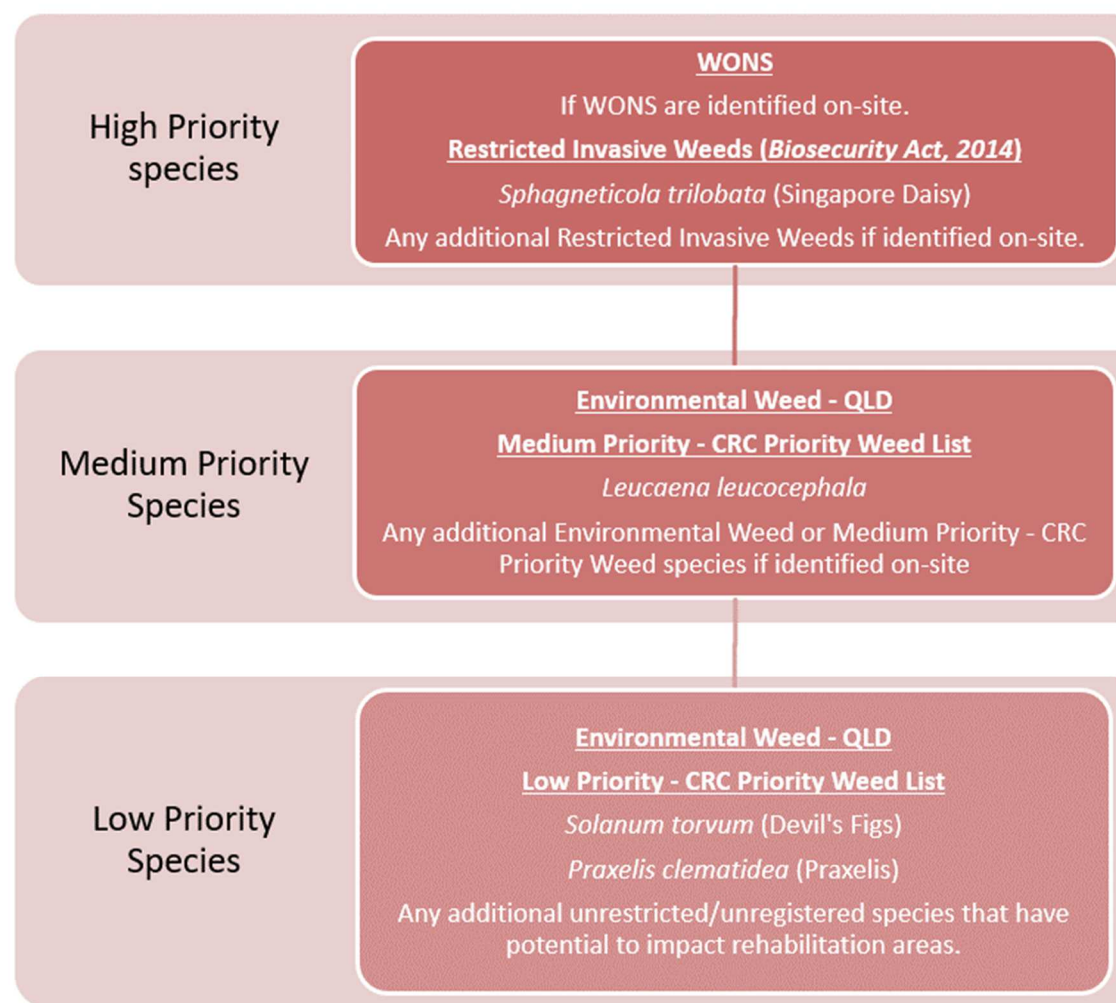 High Priority
species
WONS
If WONS are identified on-site.
Restricted Invasive Weeds (Biosecurity Act, 2014)
Sphagneticola trilobata (Singapore Daisy)
Any additional Restricted Invasive Weeds if identified on-site.
Medium Priority
Species
Environmental Weed - QLD
Medium Priority - CRC Priority Weed List
Leucaena leucocephala
Any additional Environmental Weed or Medium Priority - CRC
Priority Weed species if identified on-site
Low Priority
Species
Environmental Weed - QLD
Low Priority - CRC Priority Weed List
Solanum torvum (Devil's Figs)
Praxelis clematidea (Praxelis)
Any additional unrestricted/unregistered species that have
potential to impact rehabilitation areas.